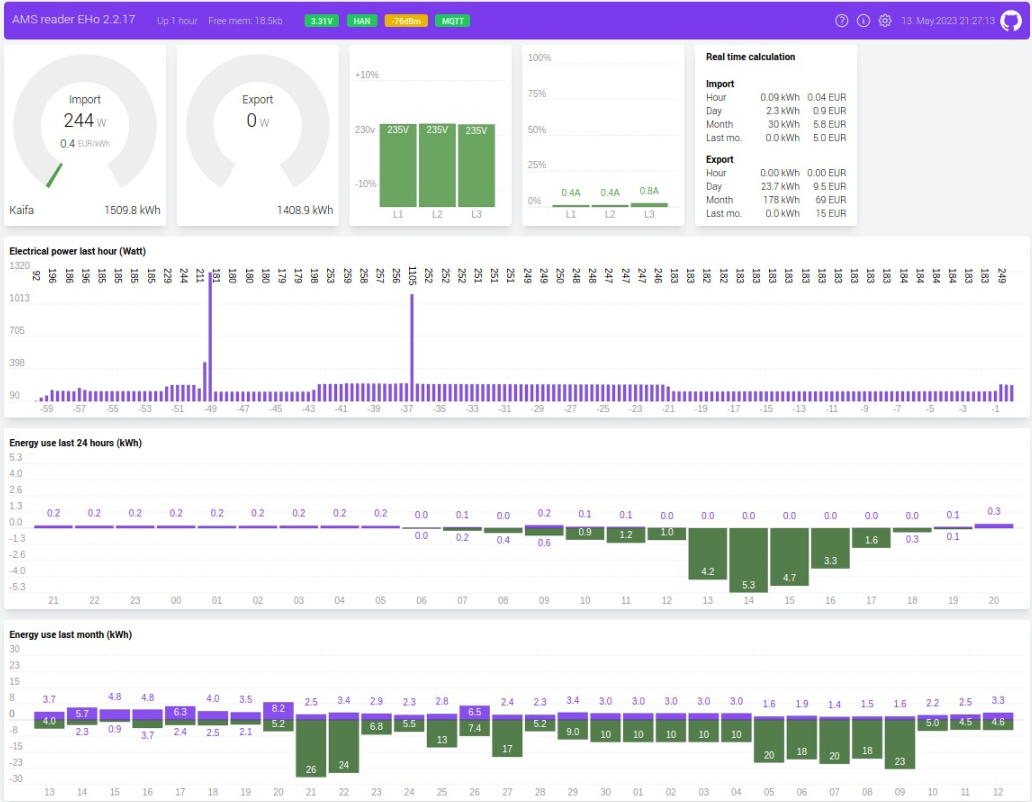 AMS reader EHo 2.2.17 Up 1 hour Free mem: 18.5kb 3.31V HAN -76dBm MQTT ? i 13. May.2023 21:27:13
Import
244 W
0.4 EUR/kWh
Kaifa 1509.8 kWh
Export
0 W
1408.9 kWh
+10%
230v
-10%
235V 235V 235V
L1 L2 L3
100%
75%
50%
25%
0%
0.4A 0.4A 0.8A
L1 L2 L3
Real time calculation
Import
Hour 0.09 kWh 0.04 EUR
Day 2.3 kWh 0.9 EUR
Month 30 kWh 5.8 EUR
Last mo. 0.0 kWh 5.0 EUR
Export
Hour 0.00 kWh 0.00 EUR
Day 23.7 kWh 9.5 EUR
Month 178 kWh 69 EUR
Last mo. 0.0 kWh 15 EUR
Electrical power last hour (Watt)
1320
1013
705
398
90
92 196 186 196 185 185 185 185 229 244 211 181 180 180 180 179 179 198 253 259 258 258 257 256 1105 252 252 252 251 251 251 249 249 250 248 248 247 247 246 183 183 183 183 183 183 183 183 183 183 183 183 183 183 184 184 184 184 183 183 249
-59 -57 -55 -53 -51 -49 -47 -45 -43 -41 -39 -37 -35 -33 -31 -29 -27 -25 -23 -21 -19 -17 -15 -13 -11 -9 -7 -5 -3 -1
Energy use last 24 hours (kWh)
5.3
4.0
2.6
1.3
0.0
-1.3
-2.6
-4.0
-5.3
0.2 0.2 0.2 0.2 0.2 0.2 0.2 0.2 0.2 0.0 0.1 0.0 0.2 0.1 0.1 0.0 0.0 0.0 0.0 0.0 0.0 0.0 0.1 0.3
0.0 0.2 0.4 0.6 0.9 1.2 1.0 4.2 5.3 4.7 3.3 1.6 0.3 0.1
21 22 23 00 01 02 03 04 05 06 07 08 09 10 11 12 13 14 15 16 17 18 19 20
Energy use last month (kWh)
30
23
15
8
0
-8
-15
-23
-30
3.7 5.7 4.8 4.8 6.3 4.0 3.5 8.2 2.5 3.4 2.9 2.3 2.8 6.5 2.4 2.3 3.4 3.0 3.0 3.0 3.0 3.0 1.6 1.9 1.4 1.5 1.6 2.2 2.5 3.3
4.0 2.3 0.9 3.7 2.4 2.5 2.1 5.2 26 24 6.8 5.5 13 7.4 17 5.2 9.0 10 10 10 10 10 20 18 20 18 23 5.0 4.5 4.6
13 14 15 16 17 18 19 20 21 22 23 24 25 26 27 28 29 30 01 02 03 04 05 06 07 08 09 10 11 12